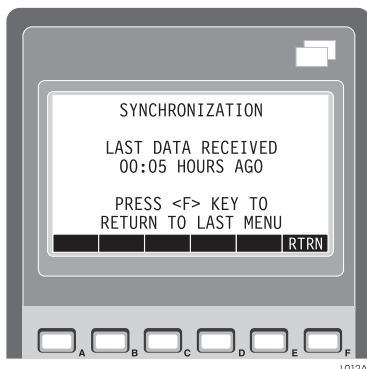 SYNCHRONIZATION
LAST DATA RECEIVED
00:05 HOURS AGO
PRESS <F> KEY TO
RETURN TO LAST MENU
RTRN
A B C D E F
L012A